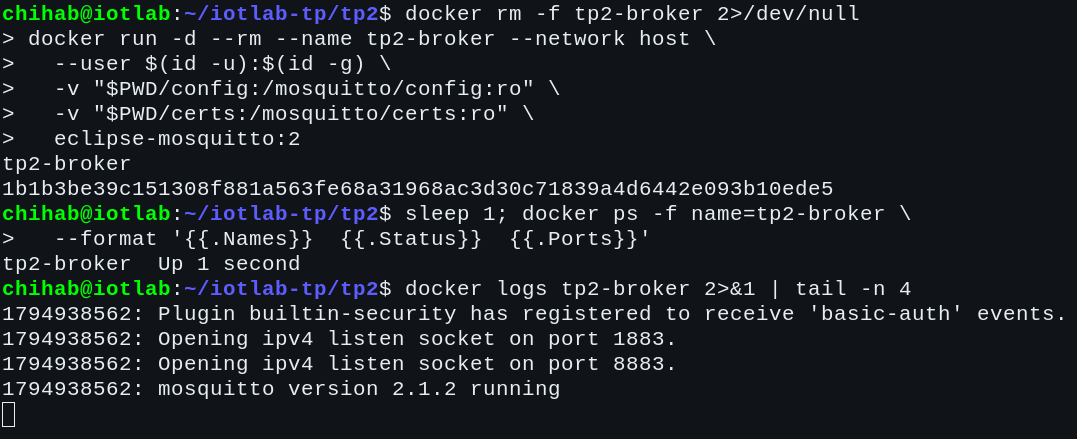 chihab@iotlab:~/iotlab-tp/tp2$ docker rm -f tp2-broker 2>/dev/null
> docker run -d --rm --name tp2-broker --network host \
>   --user $(id -u):$(id -g) \
>   -v "$PWD/config:/mosquitto/config:ro" \
>   -v "$PWD/certs:/mosquitto/certs:ro" \
>   eclipse-mosquitto:2
tp2-broker
1b1b3be39c151308f881a563fe68a31968ac3d30c71839a4d6442e093b10ede5
chihab@iotlab:~/iotlab-tp/tp2$ sleep 1; docker ps -f name=tp2-broker \
>   --format '{{.Names}}  {{.Status}}  {{.Ports}}'
tp2-broker  Up 1 second
chihab@iotlab:~/iotlab-tp/tp2$ docker logs tp2-broker 2>&1 | tail -n 4
1794938562: Plugin builtin-security has registered to receive 'basic-auth' events.
1794938562: Opening ipv4 listen socket on port 1883.
1794938562: Opening ipv4 listen socket on port 8883.
1794938562: mosquitto version 2.1.2 running